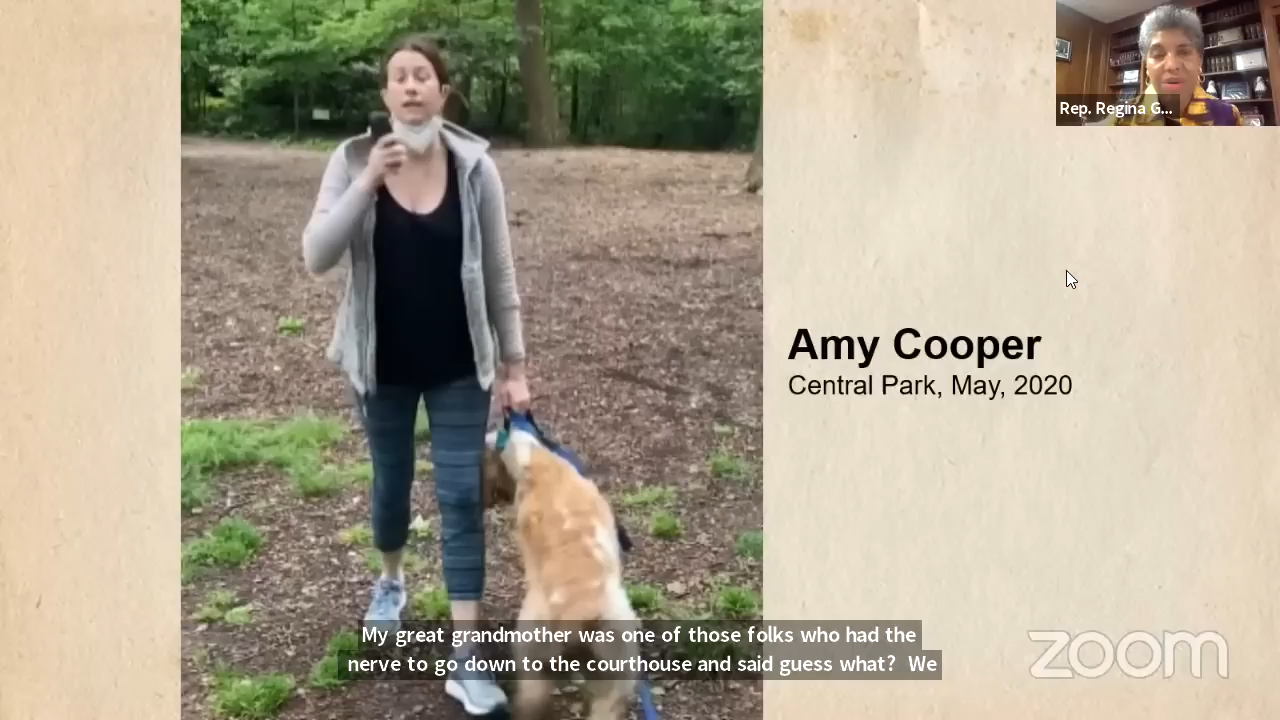 Rep. Regina G...
Amy Cooper
Central Park, May, 2020
My great grandmother was one of those folks who had the
nerve to go down to the courthouse and said guess what?  We
zoom